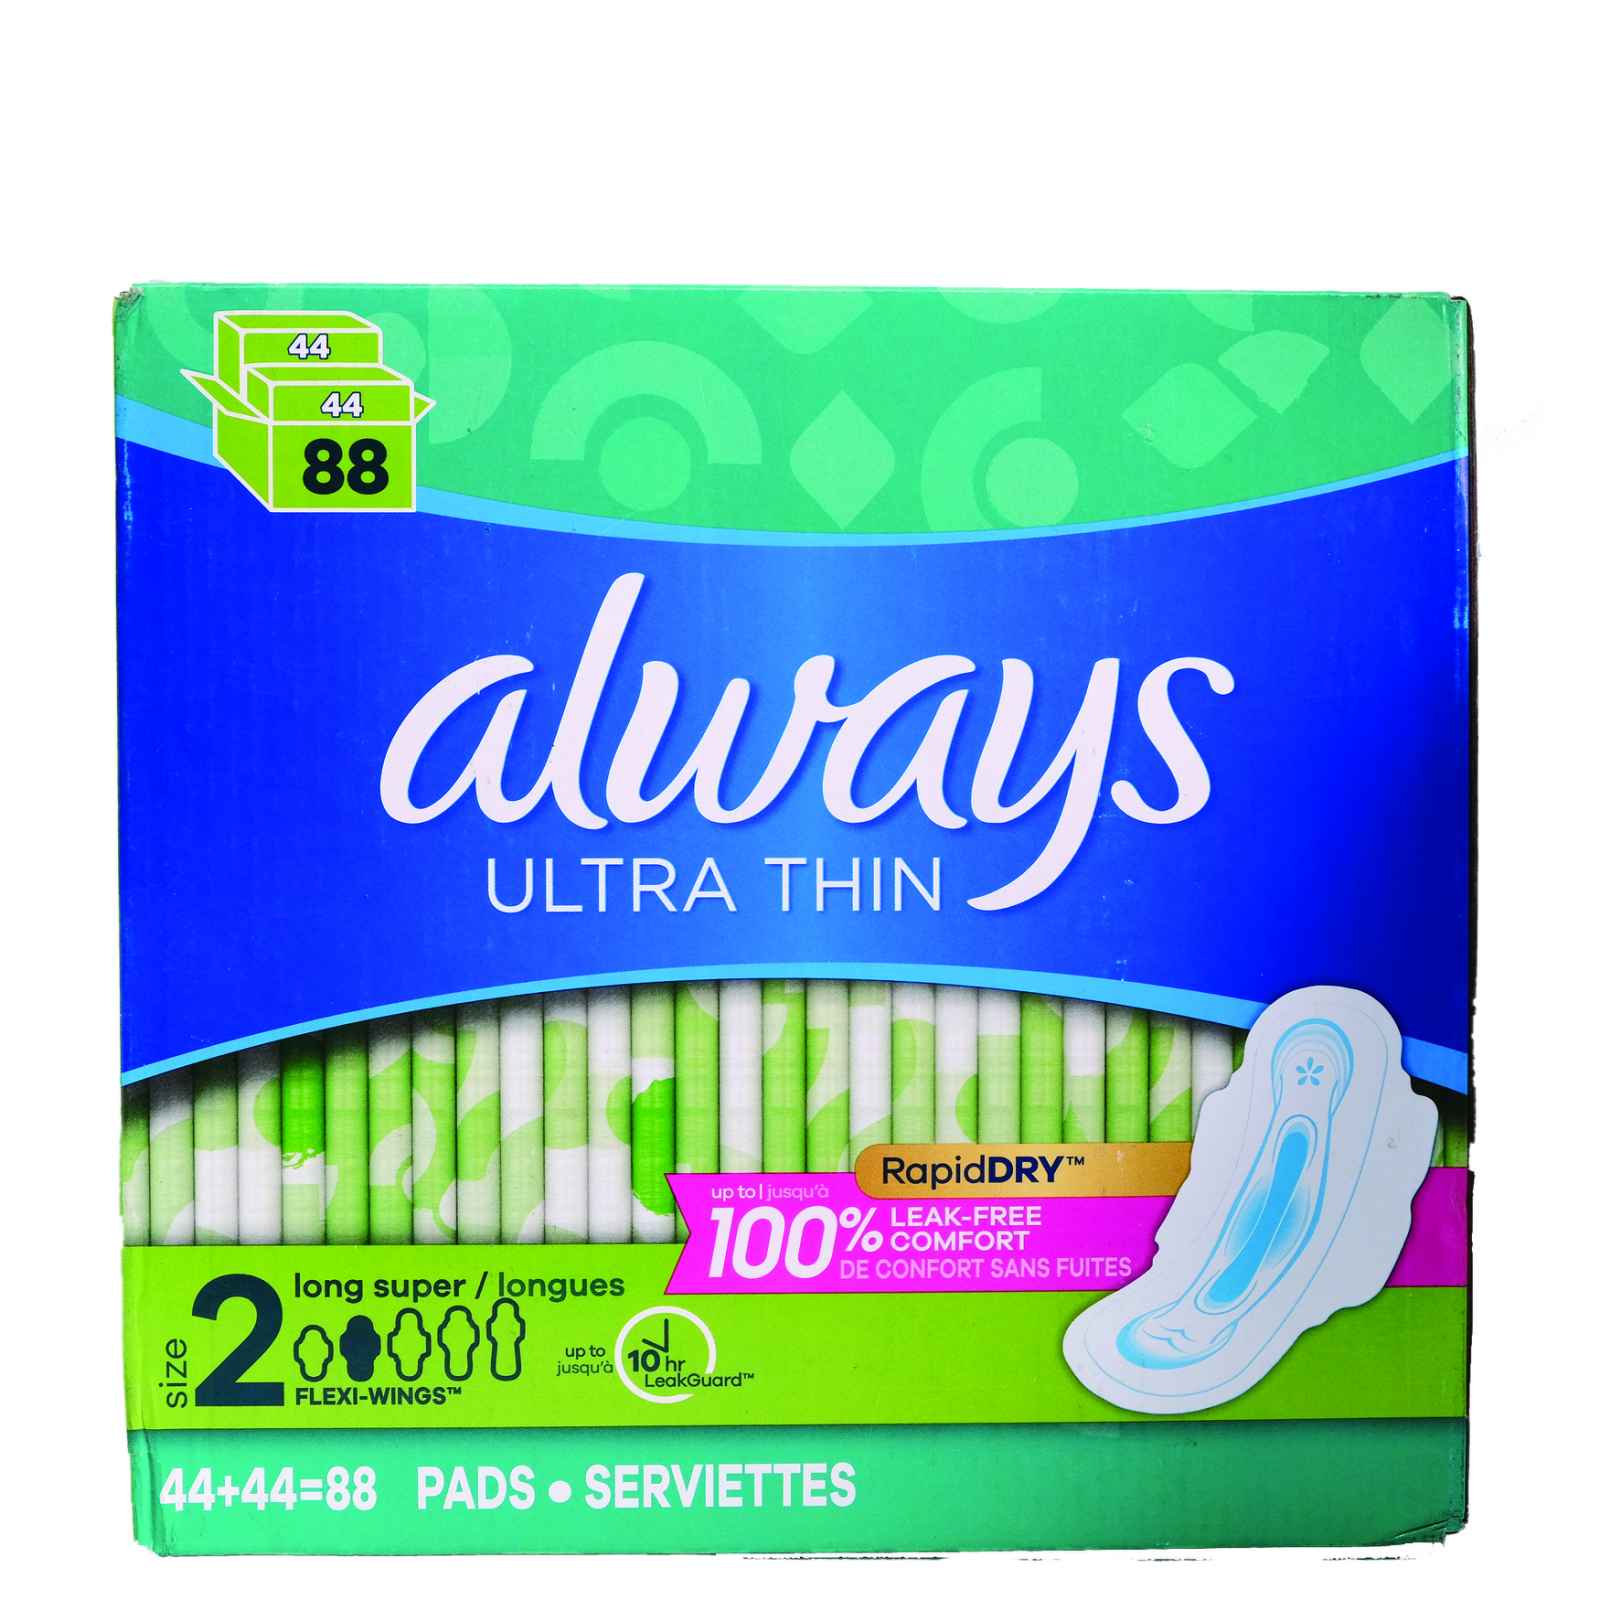 44
44
88
always
ULTRA THIN
RapidDRY™
up to | jusqu'à
100% LEAK-FREE
COMFORT
DE CONFORT SANS FUITES
size 2
long super / longues
FLEXI-WINGS™
up to
jusqu'à
10 hr
LeakGuard™
44+44=88 PADS • SERVIETTES